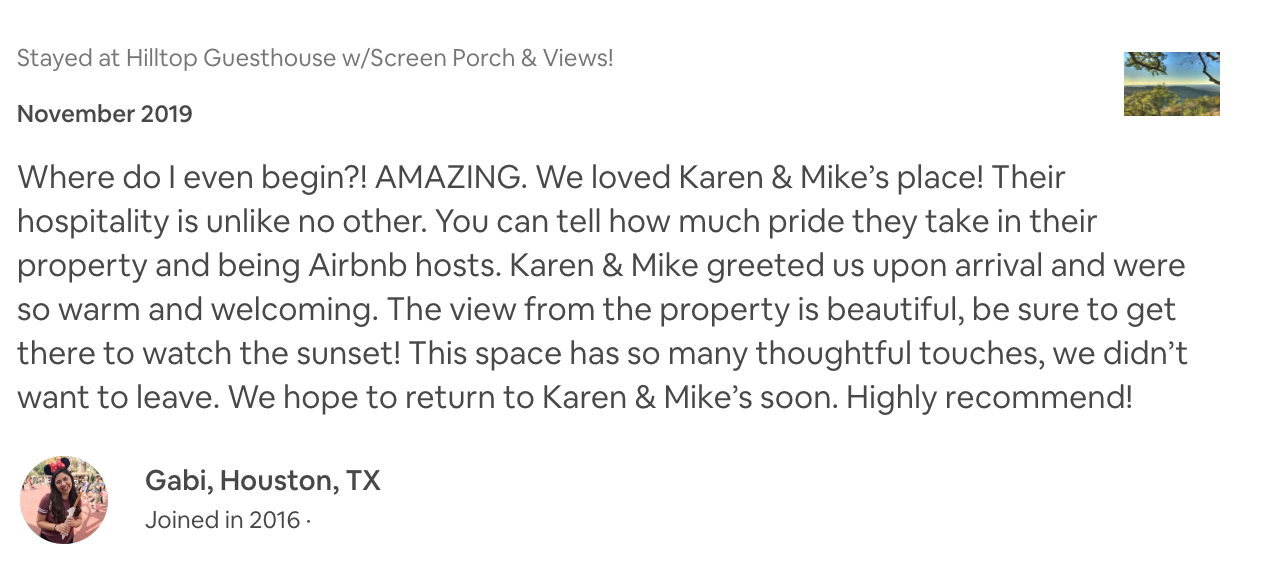 Stayed at Hilltop Guesthouse w/Screen Porch & Views!
November 2019
Where do I even begin?! AMAZING. We loved Karen & Mike’s place! Their
hospitality is unlike no other. You can tell how much pride they take in their
property and being Airbnb hosts. Karen & Mike greeted us upon arrival and were
so warm and welcoming. The view from the property is beautiful, be sure to get
there to watch the sunset! This space has so many thoughtful touches, we didn’t
want to leave. We hope to return to Karen & Mike’s soon. Highly recommend!
Gabi, Houston, TX
Joined in 2016 ·